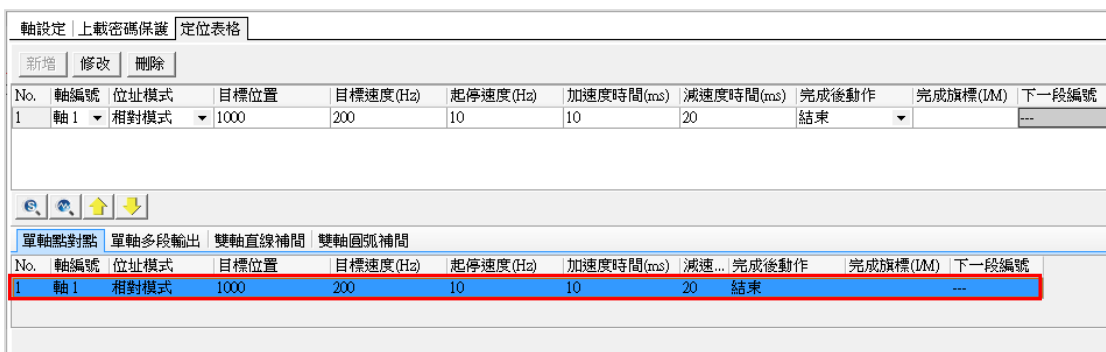 軸設定 上載密碼保護 定位表格
新增 修改 刪除
No. 軸編號 位址模式 目標位置 目標速度(Hz) 起停速度(Hz) 加速度時間(ms) 減速度時間(ms) 完成後動作 完成旗標(I/M) 下一段編號
1 軸 1 相對模式 1000 200 10 10 20 結束 ---
單軸點對點 單軸多段輸出 雙軸直線補間 雙軸圓弧補間
No. 軸編號 位址模式 目標位置 目標速度(Hz) 起停速度(Hz) 加速度時間(ms) 減速... 完成後動作 完成旗標(I/M) 下一段編號
1 軸 1 相對模式 1000 200 10 10 20 結束 ---